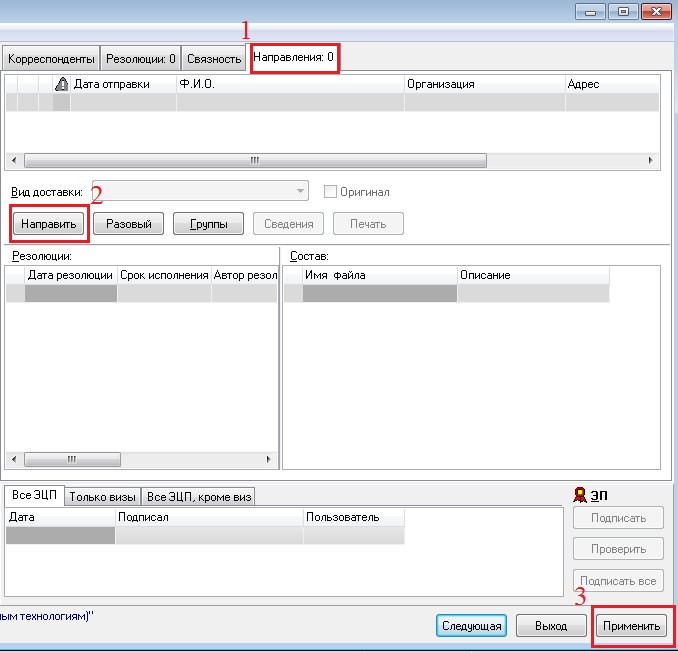 1
Корреспонденты Резолюции: 0 Связность Направления: 0
Дата отправки Ф.И.О. Организация Адрес
Вид доставки: 2 Оригинал
Направить Разовый Группы Сведения Печать
Резолюции: Состав:
Дата резолюции Срок исполнения Автор резол Имя файла Описание
Все ЭЦП Только визы Все ЭЦП, кроме виз ЭП
Дата Подписал Пользователь
Подписать
Проверить
Подписать все
3
ным технологиям)"
Следующая Выход Применить